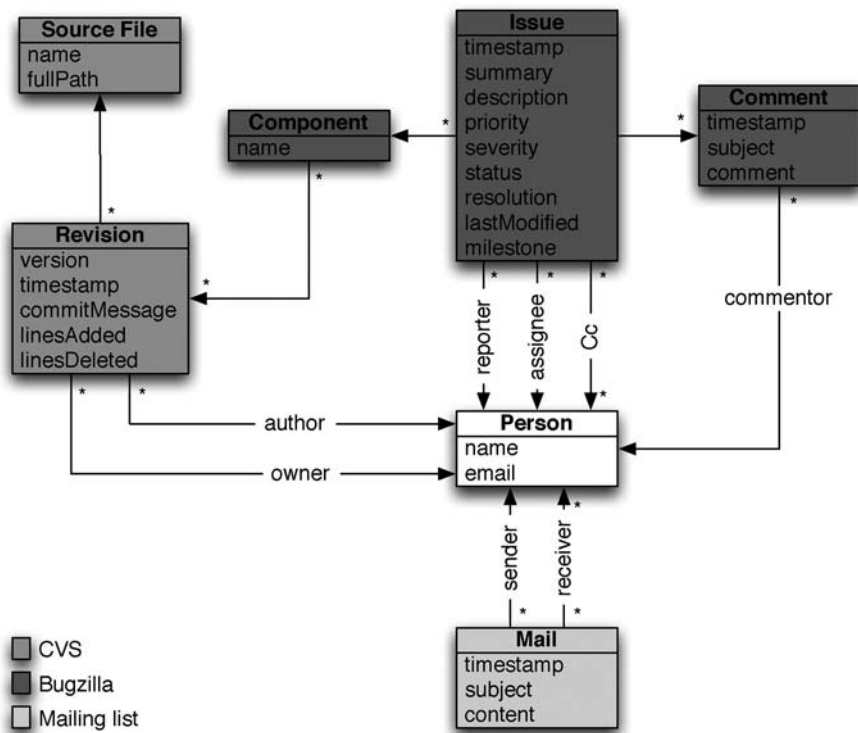 Source File
name
fullPath
Issue
timestamp
summary
description
priority
severity
status
resolution
lastModified
milestone
Component
name
Comment
timestamp
subject
comment
*
*
*
*
*
Revision
version
timestamp
commitMessage
linesAdded
linesDeleted
*
*
*
*
*
*
reporter
assignee
Cc
commentor
*
author
owner
Person
name
email
sender
receiver
*
*
*
Mail
timestamp
subject
content
CVS
Bugzilla
Mailing list